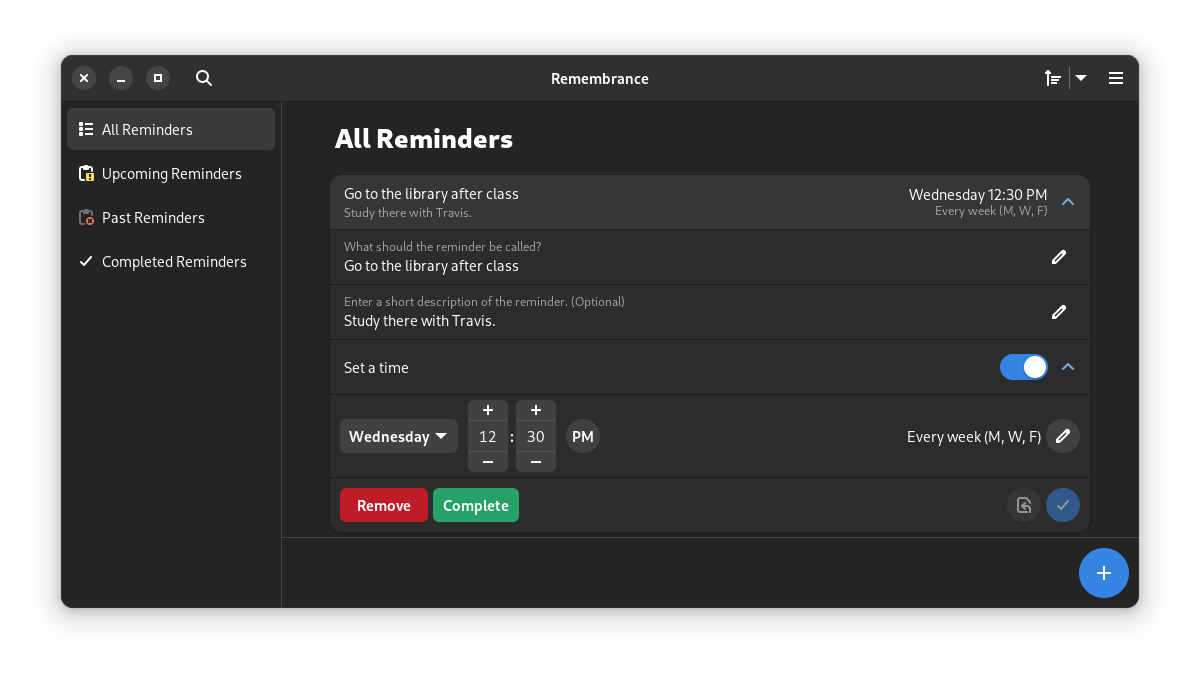 Remembrance
All Reminders
Upcoming Reminders
Past Reminders
Completed Reminders
All Reminders
Go to the library after class
Study there with Travis.
Wednesday 12:30 PM
Every week (M, W, F)
What should the reminder be called?
Go to the library after class
Enter a short description of the reminder. (Optional)
Study there with Travis.
Set a time
Wednesday 12 : 30 PM Every week (M, W, F)
Remove Complete